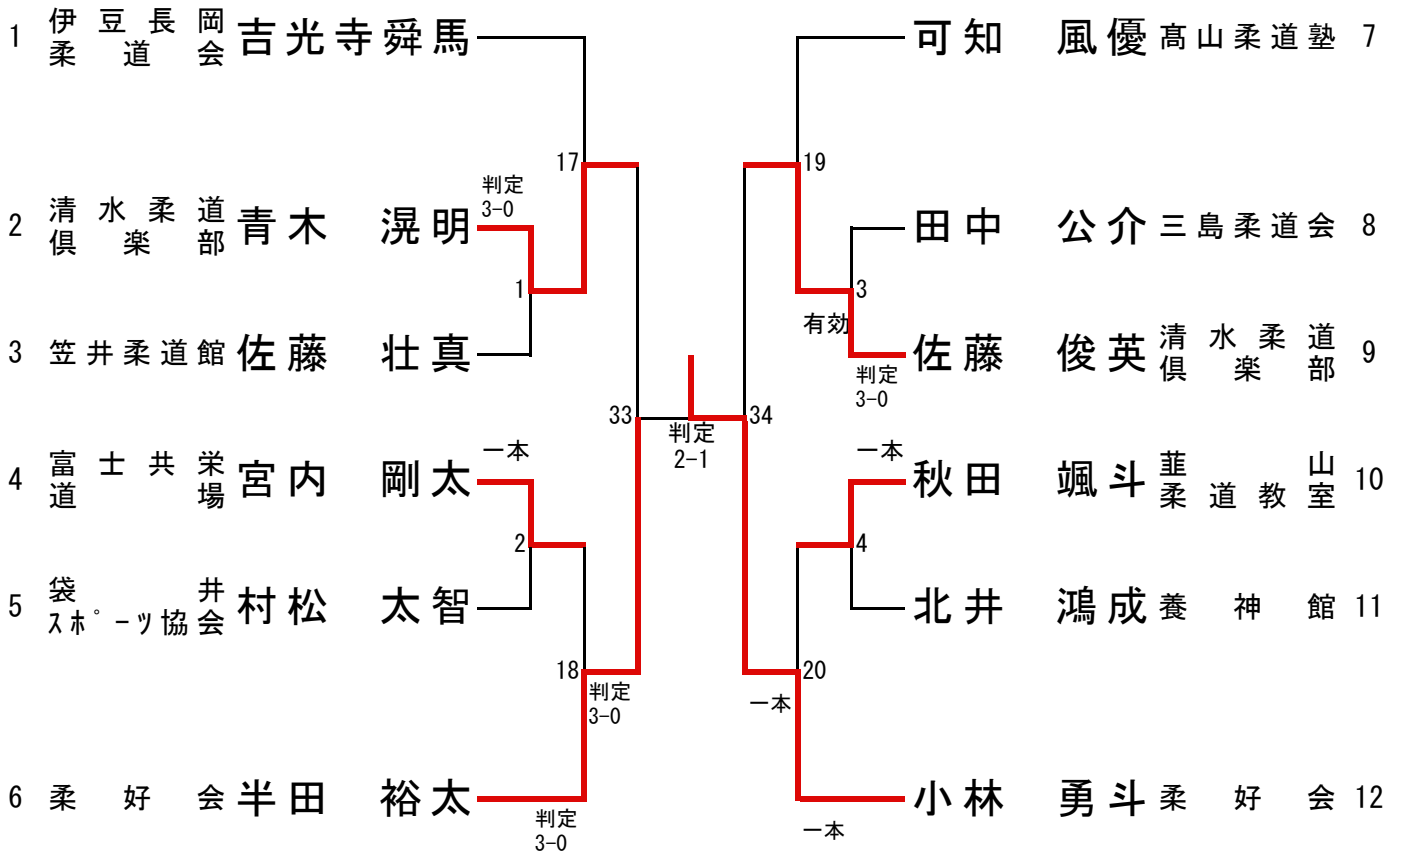 1 伊豆長岡柔道会 吉光寺舜馬
2 清水柔道倶楽部 青木 滉明
判定
3-0
3 笠井柔道館 佐藤 壮真
4 富士共栄道場 宮内 剛太
一本
5 袋井スポーツ協会 村松 太智
6 柔好会 半田 裕太
判定
3-0
17
1
2
18
判定
3-0
33
判定
2-1
34
19
3
有効
4
20
一本
可知 風優 髙山柔道塾 7
田中 公介 三島柔道会 8
佐藤 俊英 清水柔道倶楽部 9
判定
3-0
一本
秋田 颯斗 韮山柔道教室 10
北井 鴻成 養神館 11
小林 勇斗 柔好会 12
一本